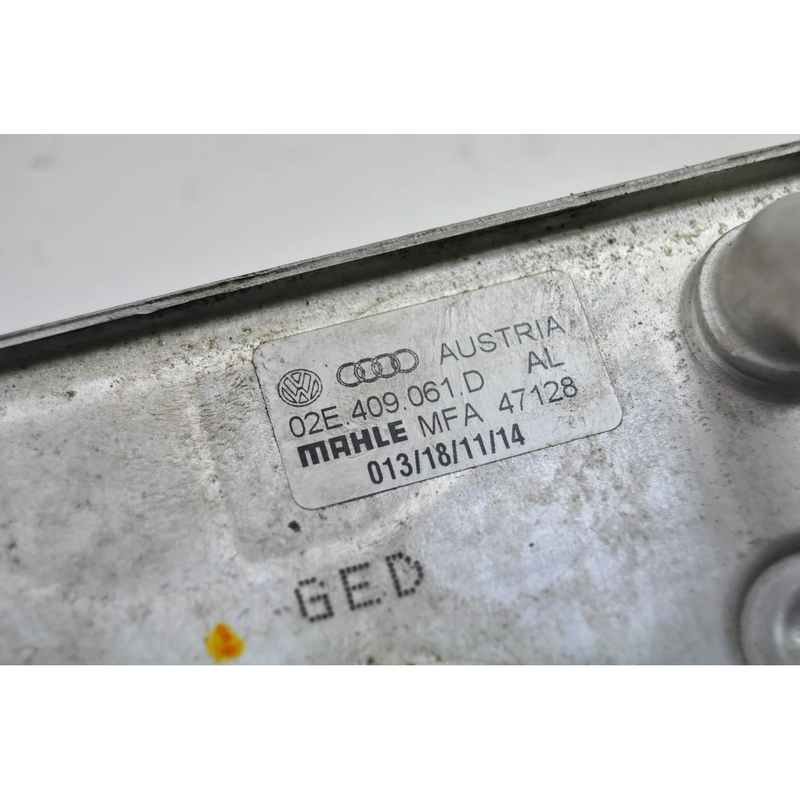 AUSTRIA
02E.409.061.D AL
MAHLE MFA 47128
013/18/11/14
GED